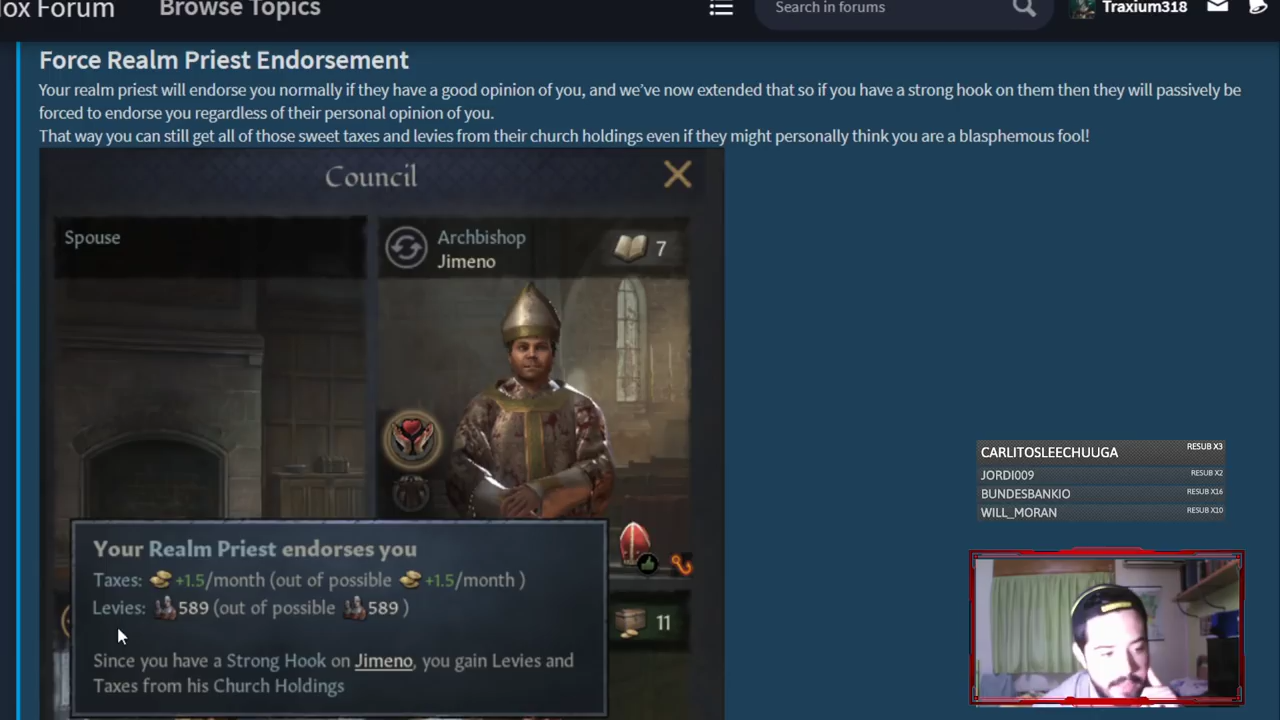 ox Forum
Browse Topics
Search in forums
Traxium318
Force Realm Priest Endorsement
Your realm priest will endorse you normally if they have a good opinion of you, and we've now extended that so if you have a strong hook on them then they will passively be
forced to endorse you regardless of their personal opinion of you.
That way you can still get all of those sweet taxes and levies from their church holdings even if they might personally think you are a blasphemous fool!
Council
Spouse
Archbishop
Jimeno
7
Your Realm Priest endorses you
Taxes: +1.5/month (out of possible +1.5/month )
Levies: 589 (out of possible 589 )
Since you have a Strong Hook on Jimeno, you gain Levies and
Taxes from his Church Holdings
11
CARLITOSLEECHUUGA RESUB X3
JORDI009 RESUB X2
BUNDESBANKIO RESUB X16
WILL_MORAN RESUB X10